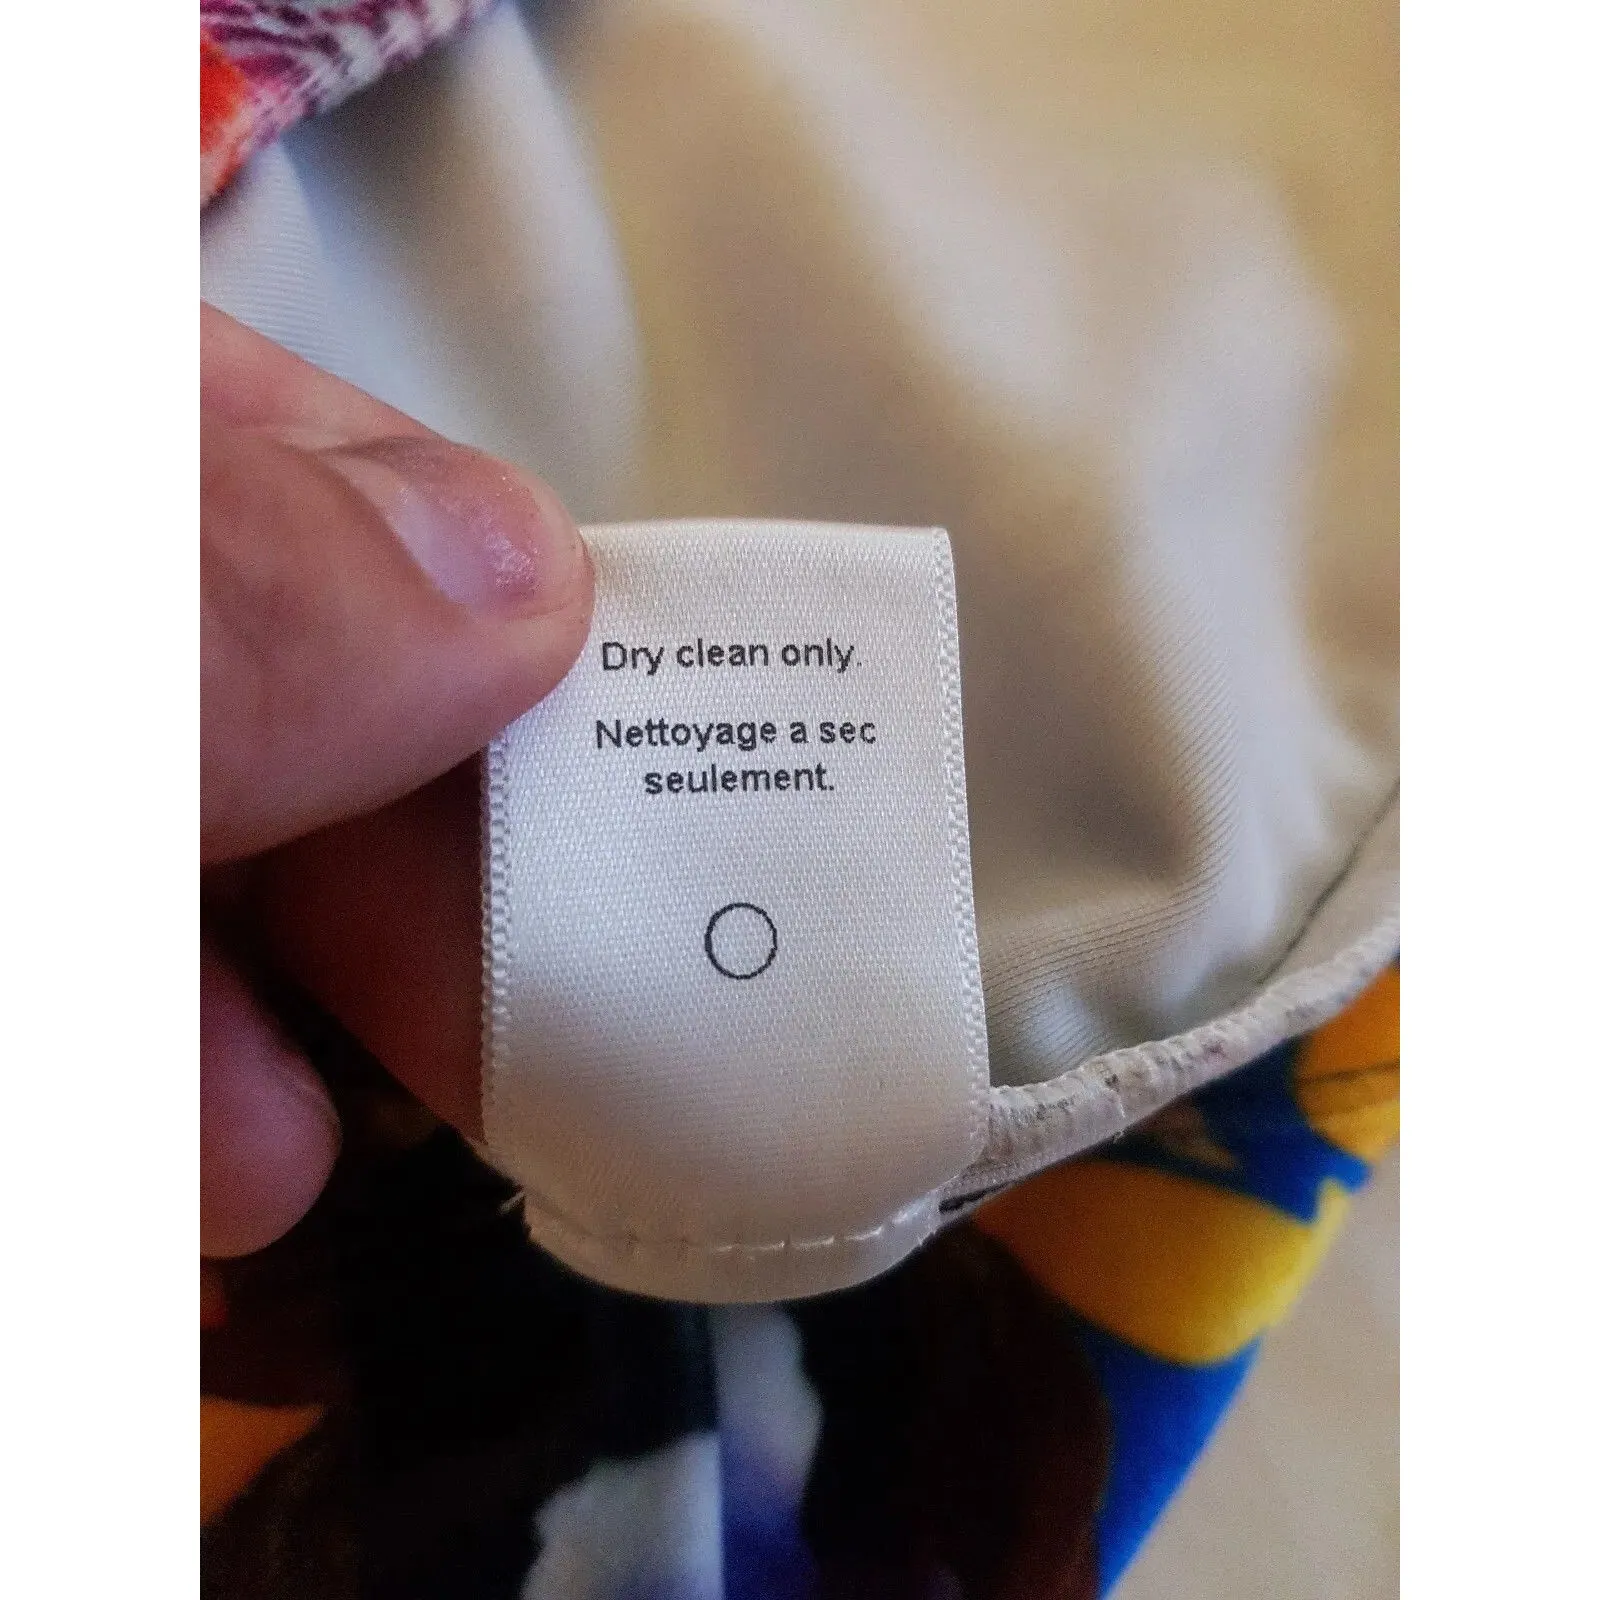 Dry clean only.
Nettoyage a sec
seulement.